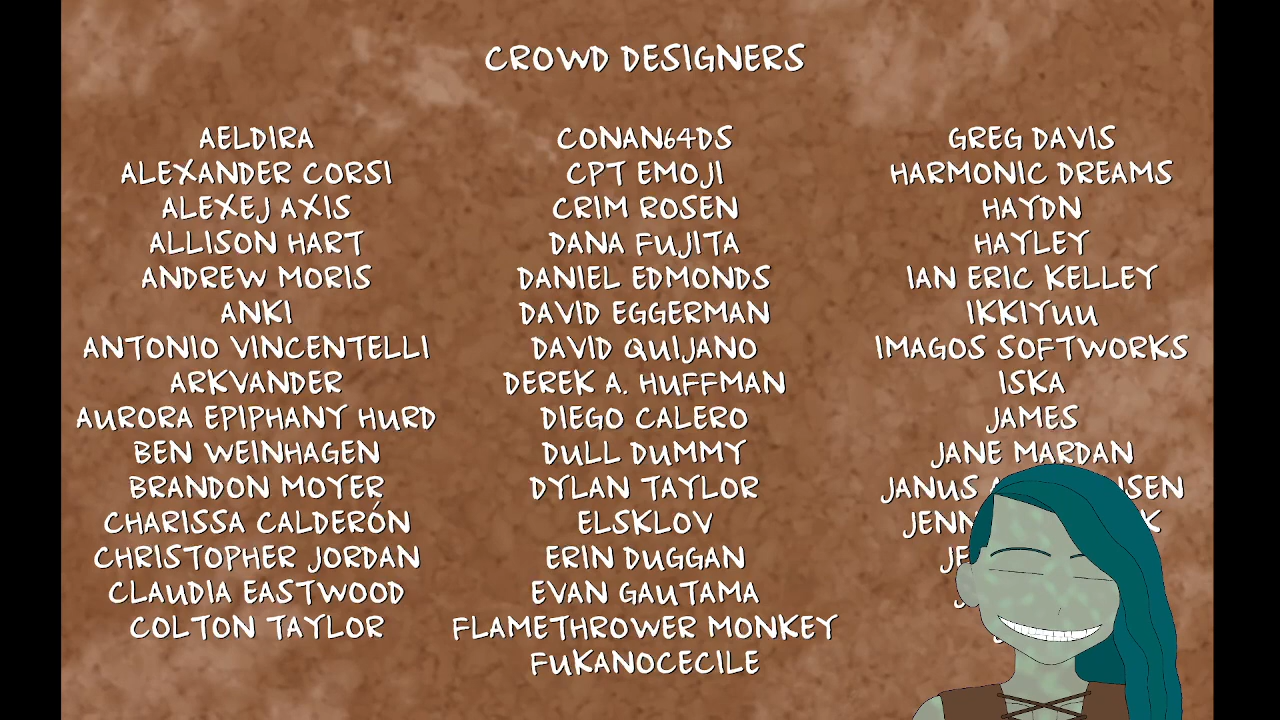 CROWD DESIGNERS
AELDIRA
ALEXANDER CORSI
ALEXEJ AXIS
ALLISON HART
ANDREW MORIS
ANKI
ANTONIO VINCENTELLI
ARKVANDER
AURORA EPIPHANY HURD
BEN WEINHAGEN
BRANDON MOYER
CHARISSA CALDERÓN
CHRISTOPHER JORDAN
CLAUDIA EASTWOOD
COLTON TAYLOR
CONAN64DS
CPT EMOJI
CRIM ROSEN
DANA FUJITA
DANIEL EDMONDS
DAVID EGGERMAN
DAVID QUIJANO
DEREK A. HUFFMAN
DIEGO CALERO
DULL DUMMY
DYLAN TAYLOR
ELSKLOV
ERIN DUGGAN
EVAN GAUTAMA
FLAMETHROWER MONKEY
FUKANOCECILE
GREG DAVIS
HARMONIC DREAMS
HAYDN
HAYLEY
IAN ERIC KELLEY
IKKIYUU
IMAGOS SOFTWORKS
ISKA
JAMES
JANE MARDAN
JANUS